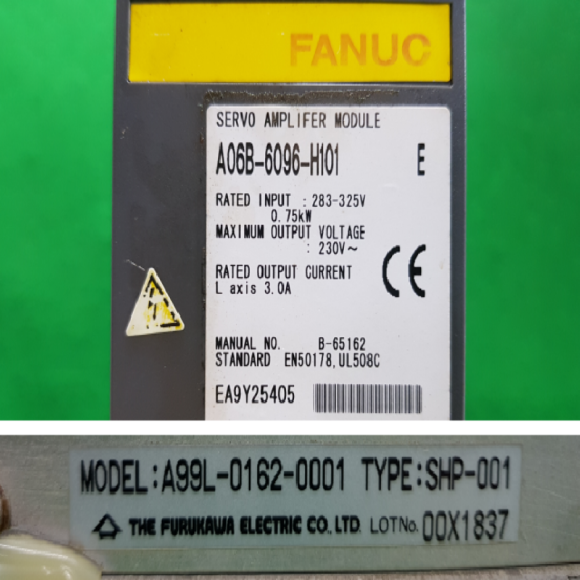 FANUC
SERVO AMPLIFER MODULE
A06B-6096-H101 E
RATED INPUT : 283-325V
0.75kW
MAXIMUM OUTPUT VOLTAGE
: 230V~
RATED OUTPUT CURRENT
L axis 3.0A
CE
MANUAL NO. B-65162
STANDARD EN50178,UL508C
EA9Y25405
MODEL:A99L-0162-0001 TYPE:SHP-001
THE FURUKAWA ELECTRIC CO.,LTD. LOT No. 00X1837